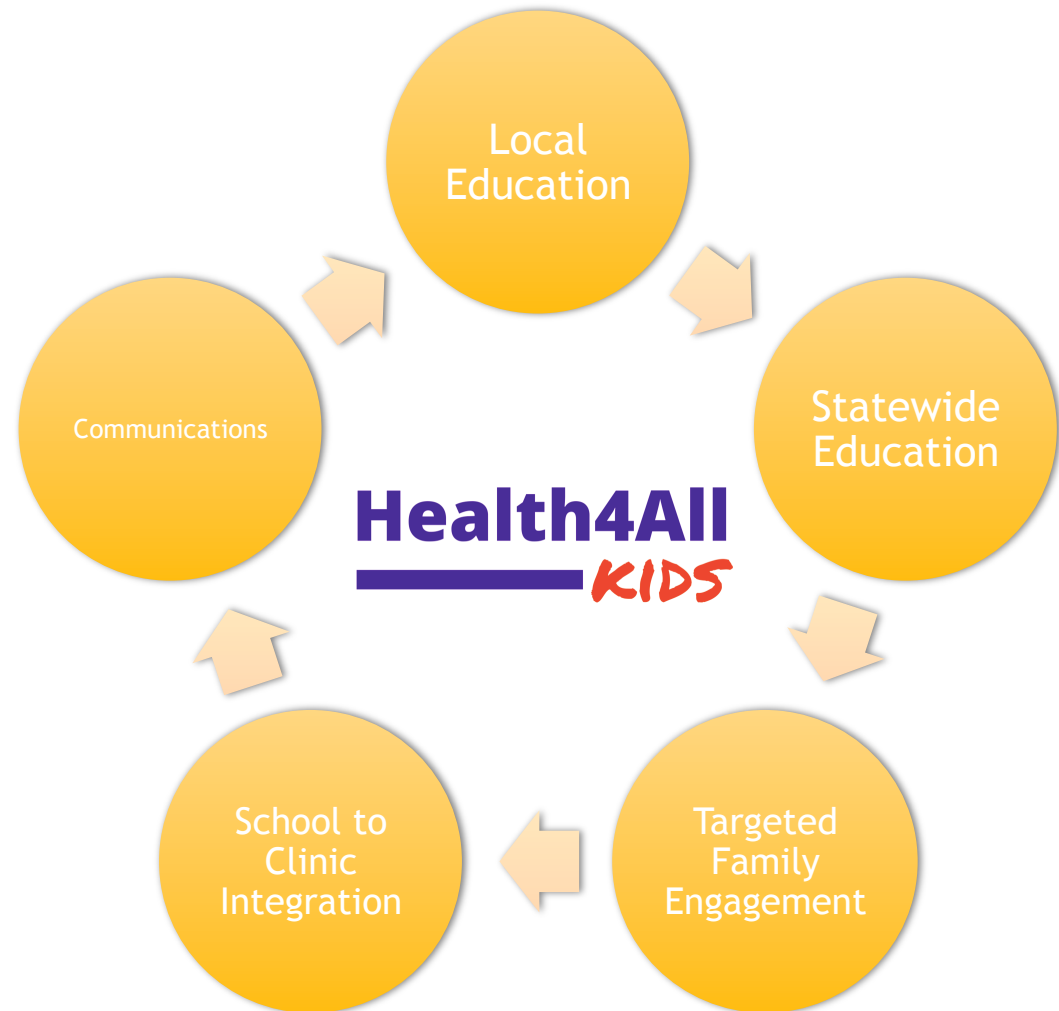 Local
Education
Statewide
Education
Targeted
Family
Engagement
School to
Clinic
Integration
Communications
Health4All
KIDS